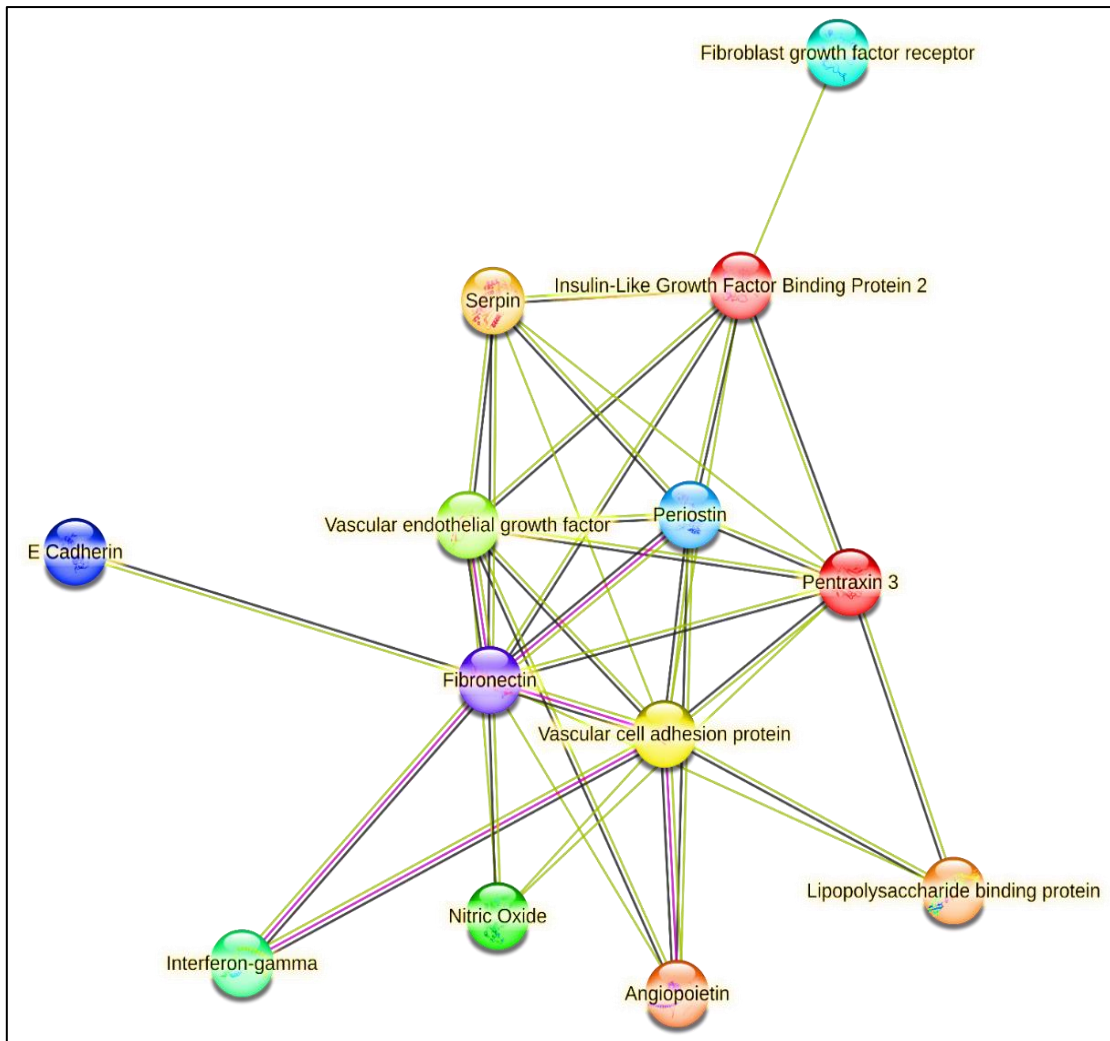 Fibroblast growth factor receptor
Insulin-Like Growth Factor Binding Protein 2
Serpin
Vascular endothelial growth factor
Periostin
E Cadherin
Pentraxin 3
Fibronectin
Vascular cell adhesion protein
Lipopolysaccharide binding protein
Nitric Oxide
Interferon-gamma
Angiopoietin